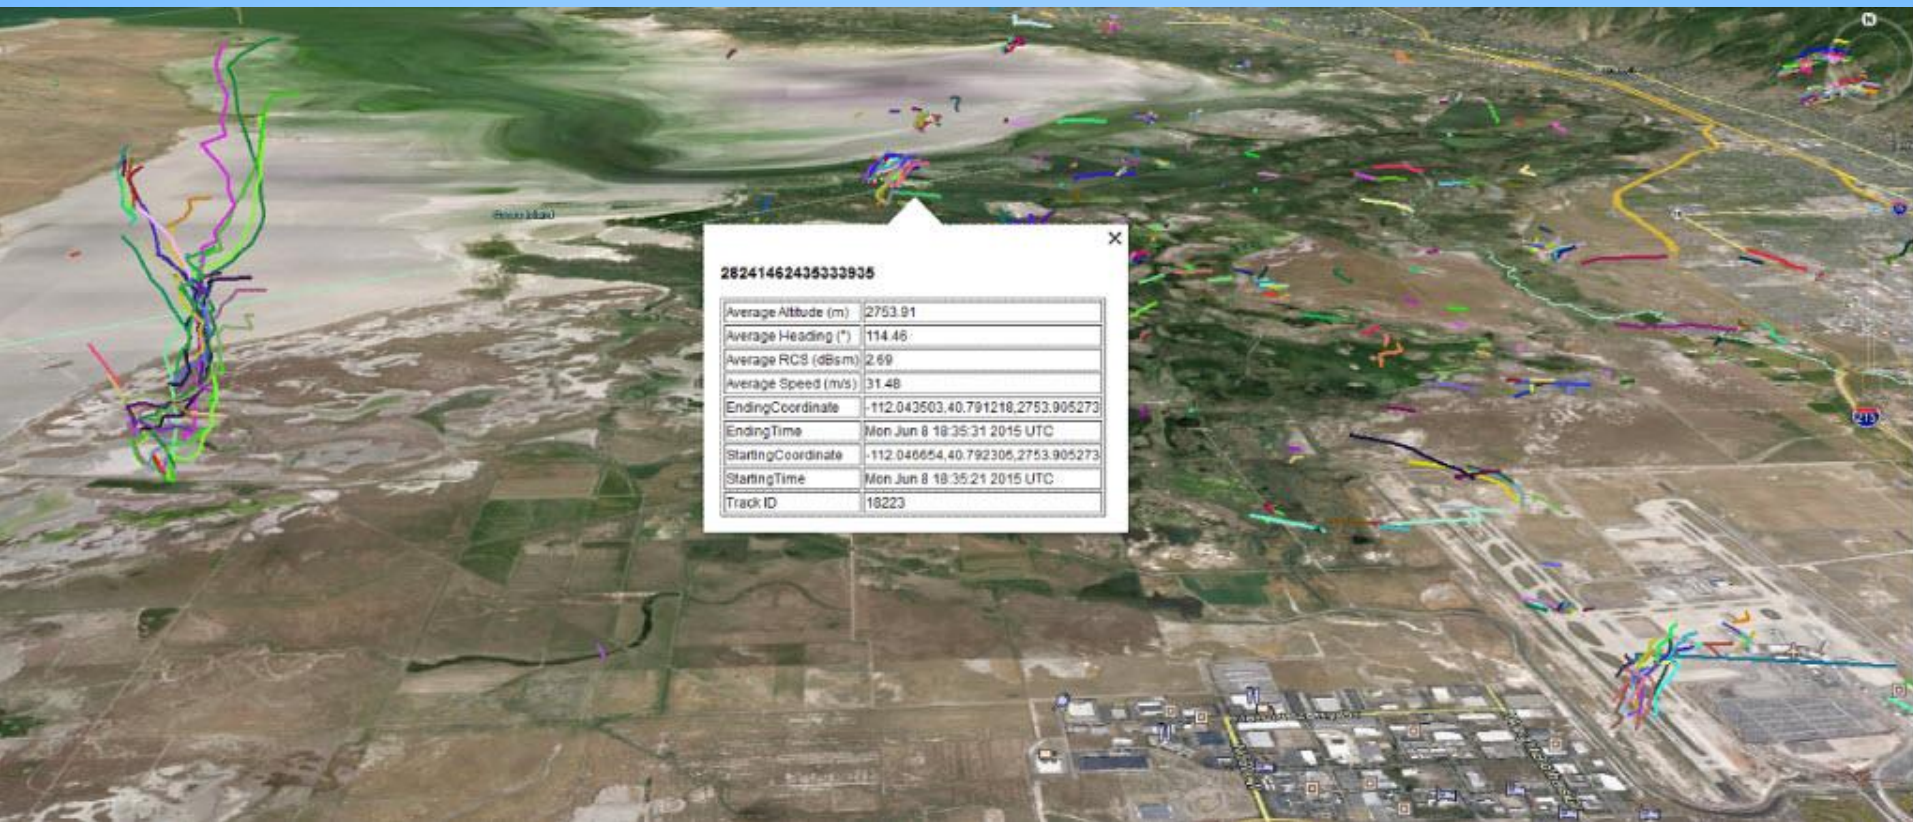 N
28241462435333935
Average Altitude (m) 2753.91
Average Heading (°) 114.46
Average RCS (dBsm) 2.69
Average Speed (m/s) 31.48
EndingCoordinate -112.043503,40.791218,2753.905273
EndingTime Mon Jun 8 18:35:31 2015 UTC
StartingCoordinate -112.046654,40.792305,2753.905273
StartingTime Mon Jun 8 18:35:21 2015 UTC
Track ID 18223
215